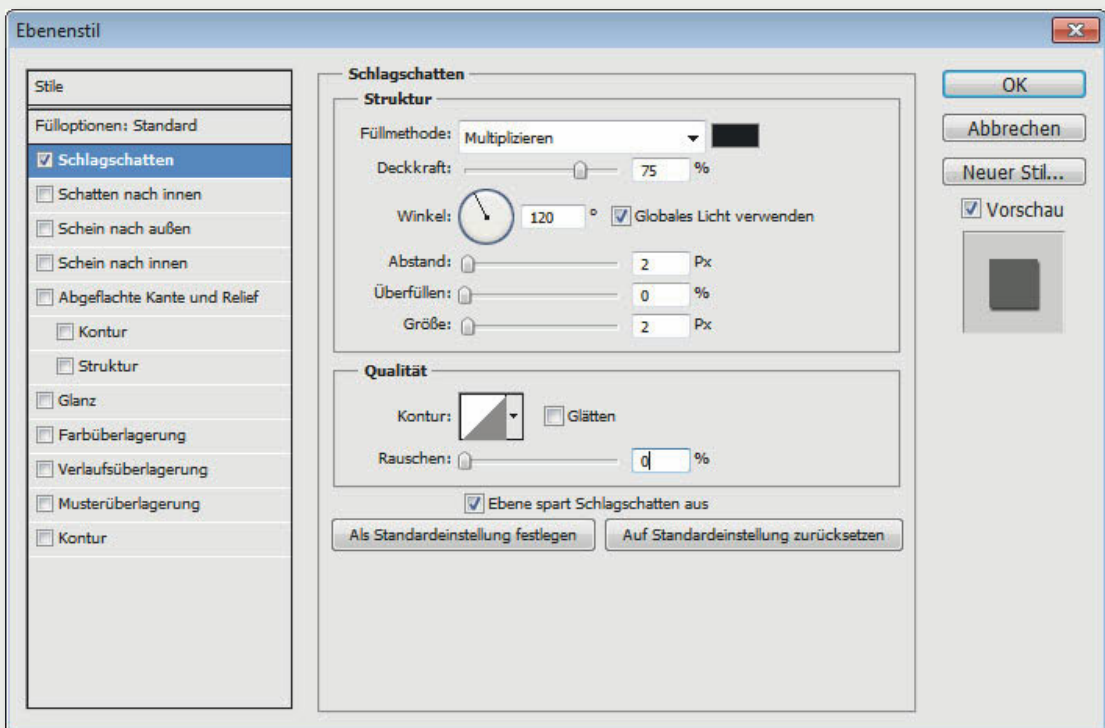 Ebenenstil
Stile
Fülloptionen: Standard
Schlagschatten
Schatten nach innen
Schein nach außen
Schein nach innen
Abgeflachte Kante und Relief
Kontur
Struktur
Glanz
Farbüberlagerung
Verlaufsüberlagerung
Musterüberlagerung
Kontur
Schlagschatten
Struktur
Füllmethode: Multiplizieren
Deckkraft: 75 %
Winkel: 120 ° Globales Licht verwenden
Abstand: 2 Px
Überfüllen: 0 %
Größe: 2 Px
Qualität
Kontur: Glätten
Rauschen: 0 %
Ebene spart Schlagschatten aus
Als Standardeinstellung festlegen Auf Standardeinstellung zurücksetzen
OK
Abbrechen
Neuer Stil...
Vorschau